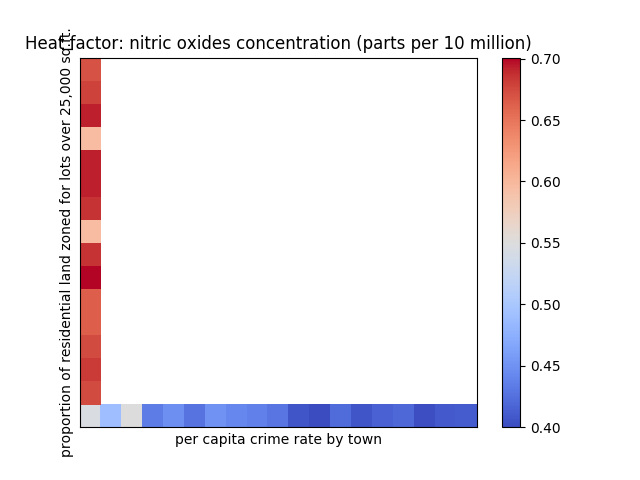 Heat factor: nitric oxides concentration (parts per 10 million)
proportion of residential land zoned for lots over 25,000 sq.ft.
per capita crime rate by town
0.70
0.65
0.60
0.55
0.50
0.45
0.40